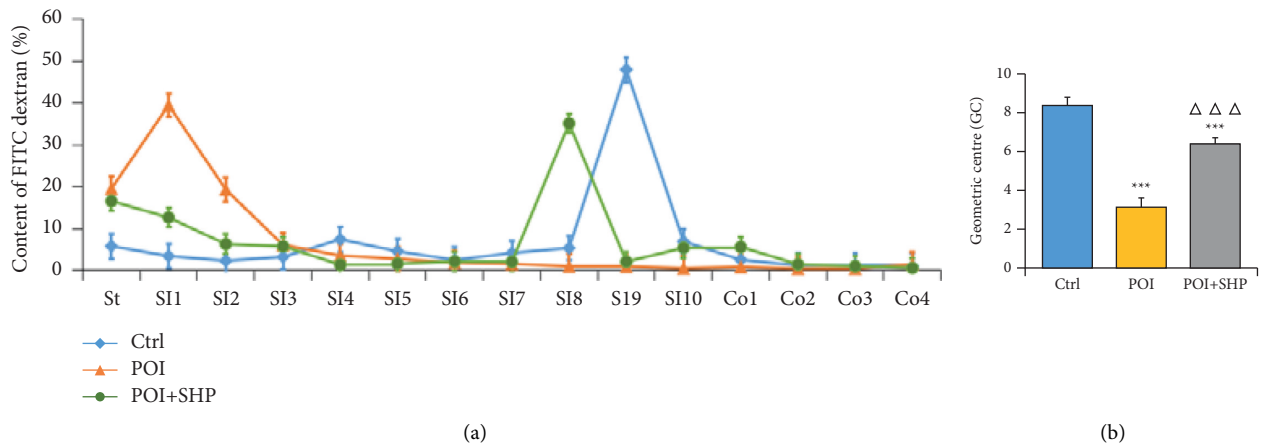 Content of FITC dextran (%)
60
50
40
30
20
10
0
St SI1 SI2 SI3 SI4 SI5 SI6 SI7 SI8 S19 SI10 Co1 Co2 Co3 Co4
Ctrl
POI
POI+SHP
(a)
Geometric centre (GC)
10
8
6
4
2
0
***
△ △ △
***
Ctrl POI POI+SHP
(b)